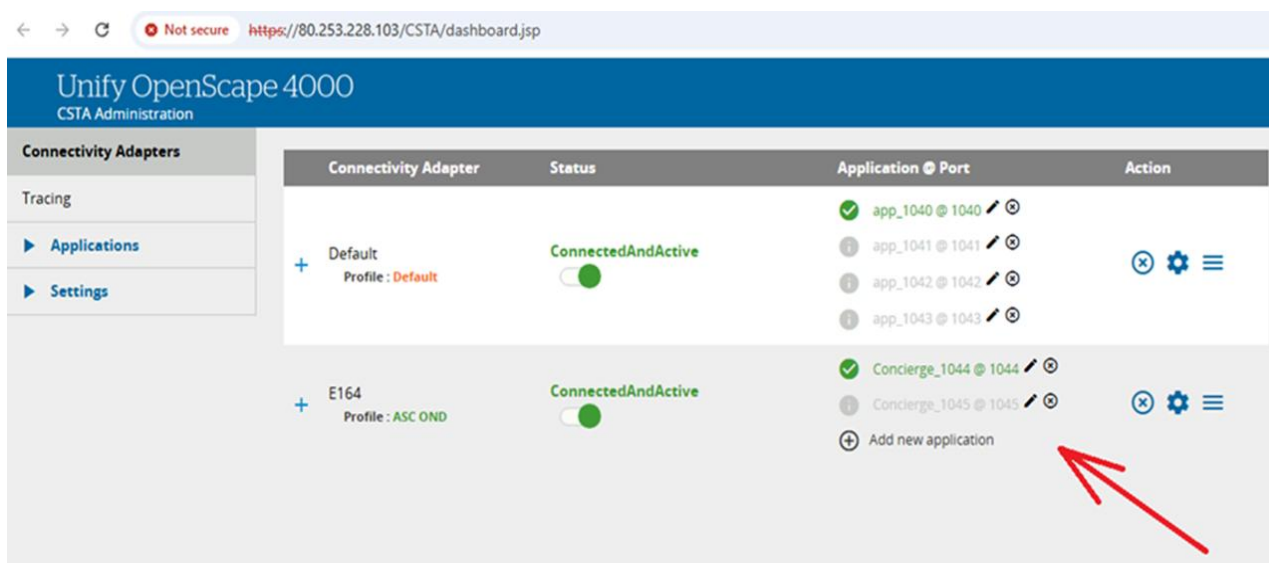 Not secure https://80.253.228.103/CSTA/dashboard.jsp
Unify OpenScape 4000
CSTA Administration
Connectivity Adapters
Tracing
Applications
Settings
Connectivity Adapter Status Application @ Port Action
Default
Profile : Default
ConnectedAndActive
app_1040 @ 1040
app_1041 @ 1041
app_1042 @ 1042
app_1043 @ 1043
E164
Profile : ASC OND
ConnectedAndActive
Concierge_1044 @ 1044
Concierge_1045 @ 1045
Add new application